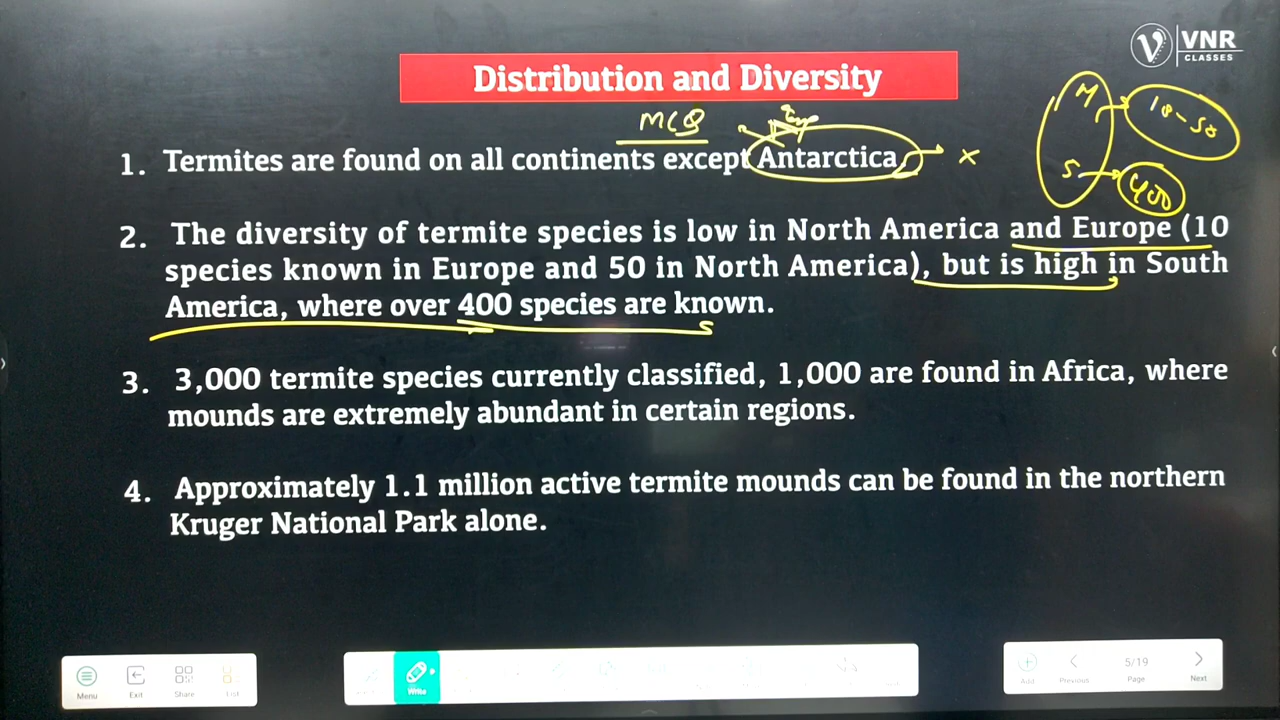 VNR
CLASSES
Distribution and Diversity
MCQ
M 10-50
1. Termites are found on all continents except Antarctica
S 400
2. The diversity of termite species is low in North America and Europe (10
species known in Europe and 50 in North America), but is high in South
America, where over 400 species are known.
3. 3,000 termite species currently classified, 1,000 are found in Africa, where
mounds are extremely abundant in certain regions.
4. Approximately 1.1 million active termite mounds can be found in the northern
Kruger National Park alone.
Menu Exit Share List Write Add Previous 5/19 Page Next